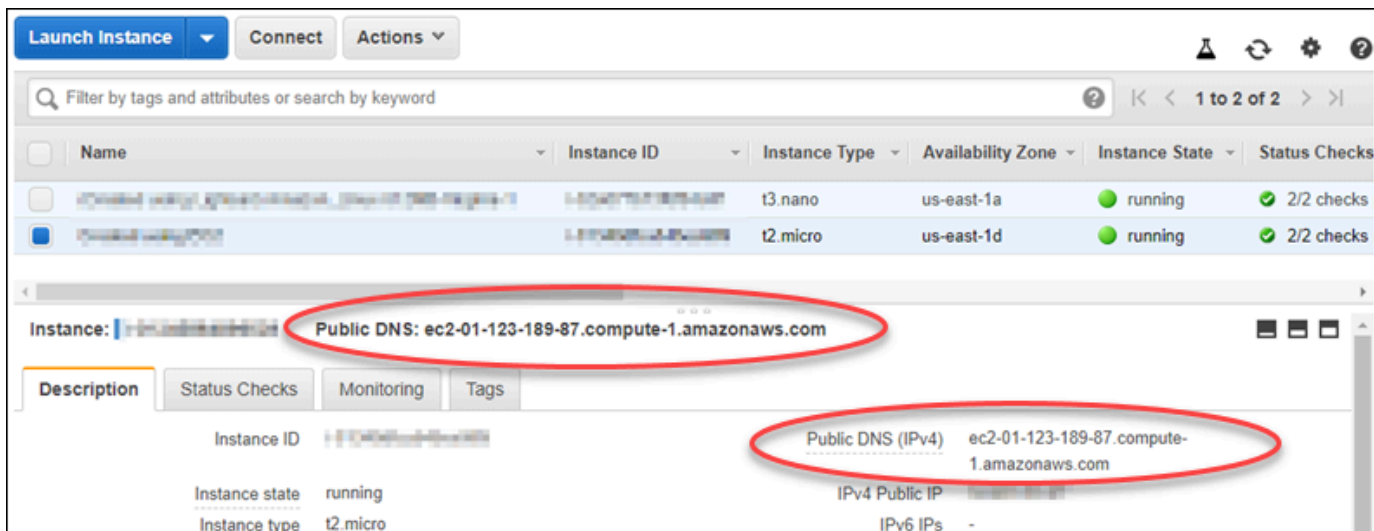 Launch Instance Connect Actions
Filter by tags and attributes or search by keyword 1 to 2 of 2
Name Instance ID Instance Type Availability Zone Instance State Status Checks
t3.nano us-east-1a running 2/2 checks
t2.micro us-east-1d running 2/2 checks
Instance: Public DNS: ec2-01-123-189-87.compute-1.amazonaws.com
Description Status Checks Monitoring Tags
Instance ID Public DNS (IPv4) ec2-01-123-189-87.compute-
1.amazonaws.com
Instance state running IPv4 Public IP
Instance type t2.micro IPv6 IPs -